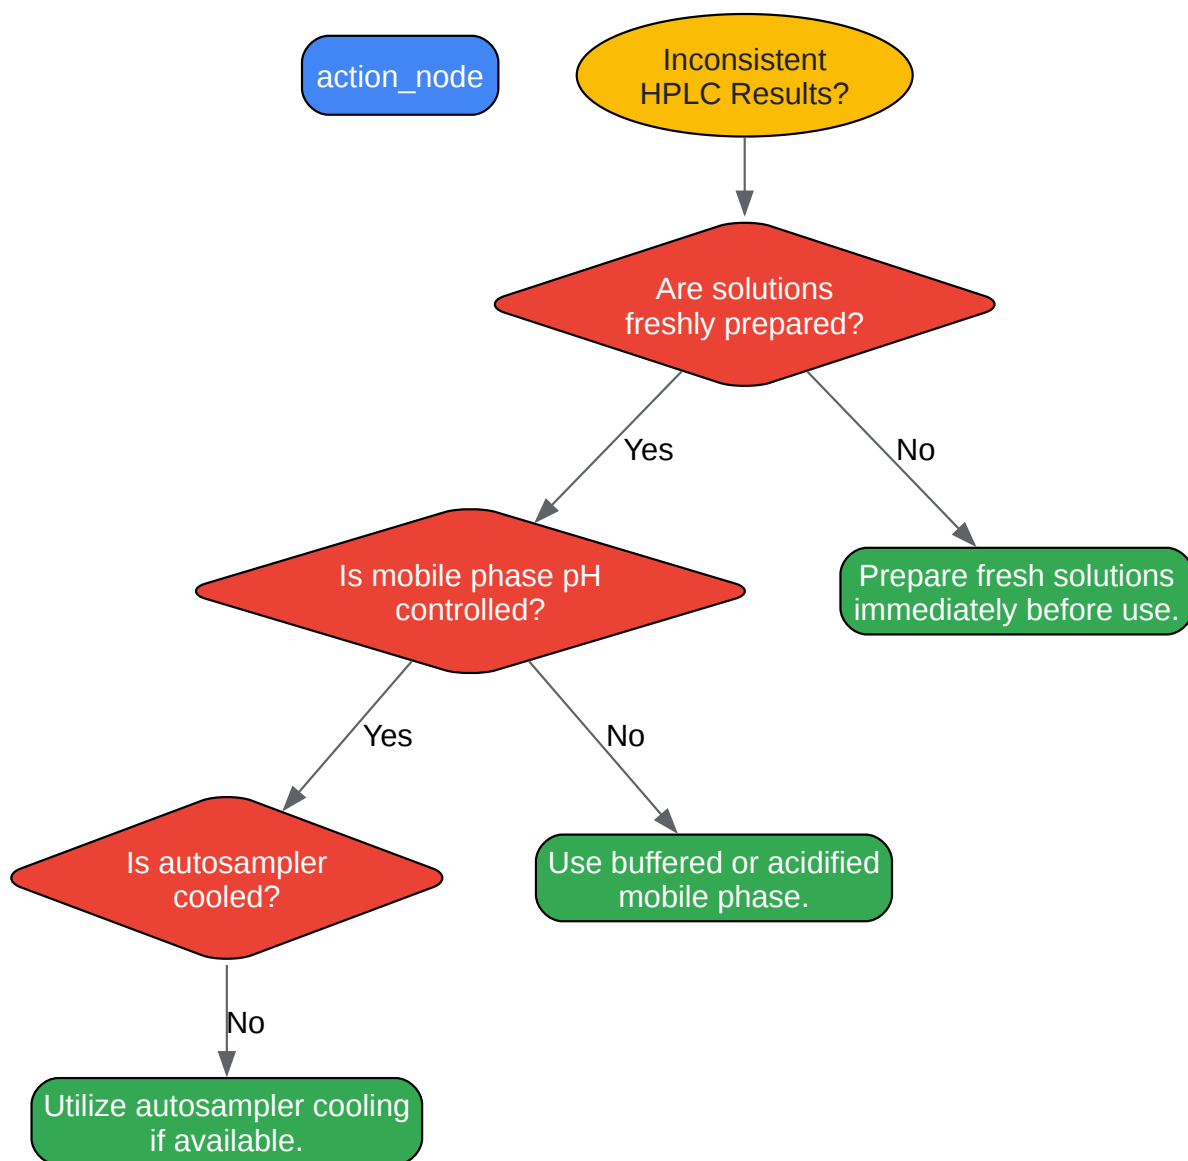 action_node
Inconsistent
HPLC Results?
Are solutions
freshly prepared?
Yes
No
Is mobile phase pH
controlled?
Prepare fresh solutions
immediately before use.
Yes
No
Is autosampler
cooled?
Use buffered or acidified
mobile phase.
No
Utilize autosampler cooling
if available.